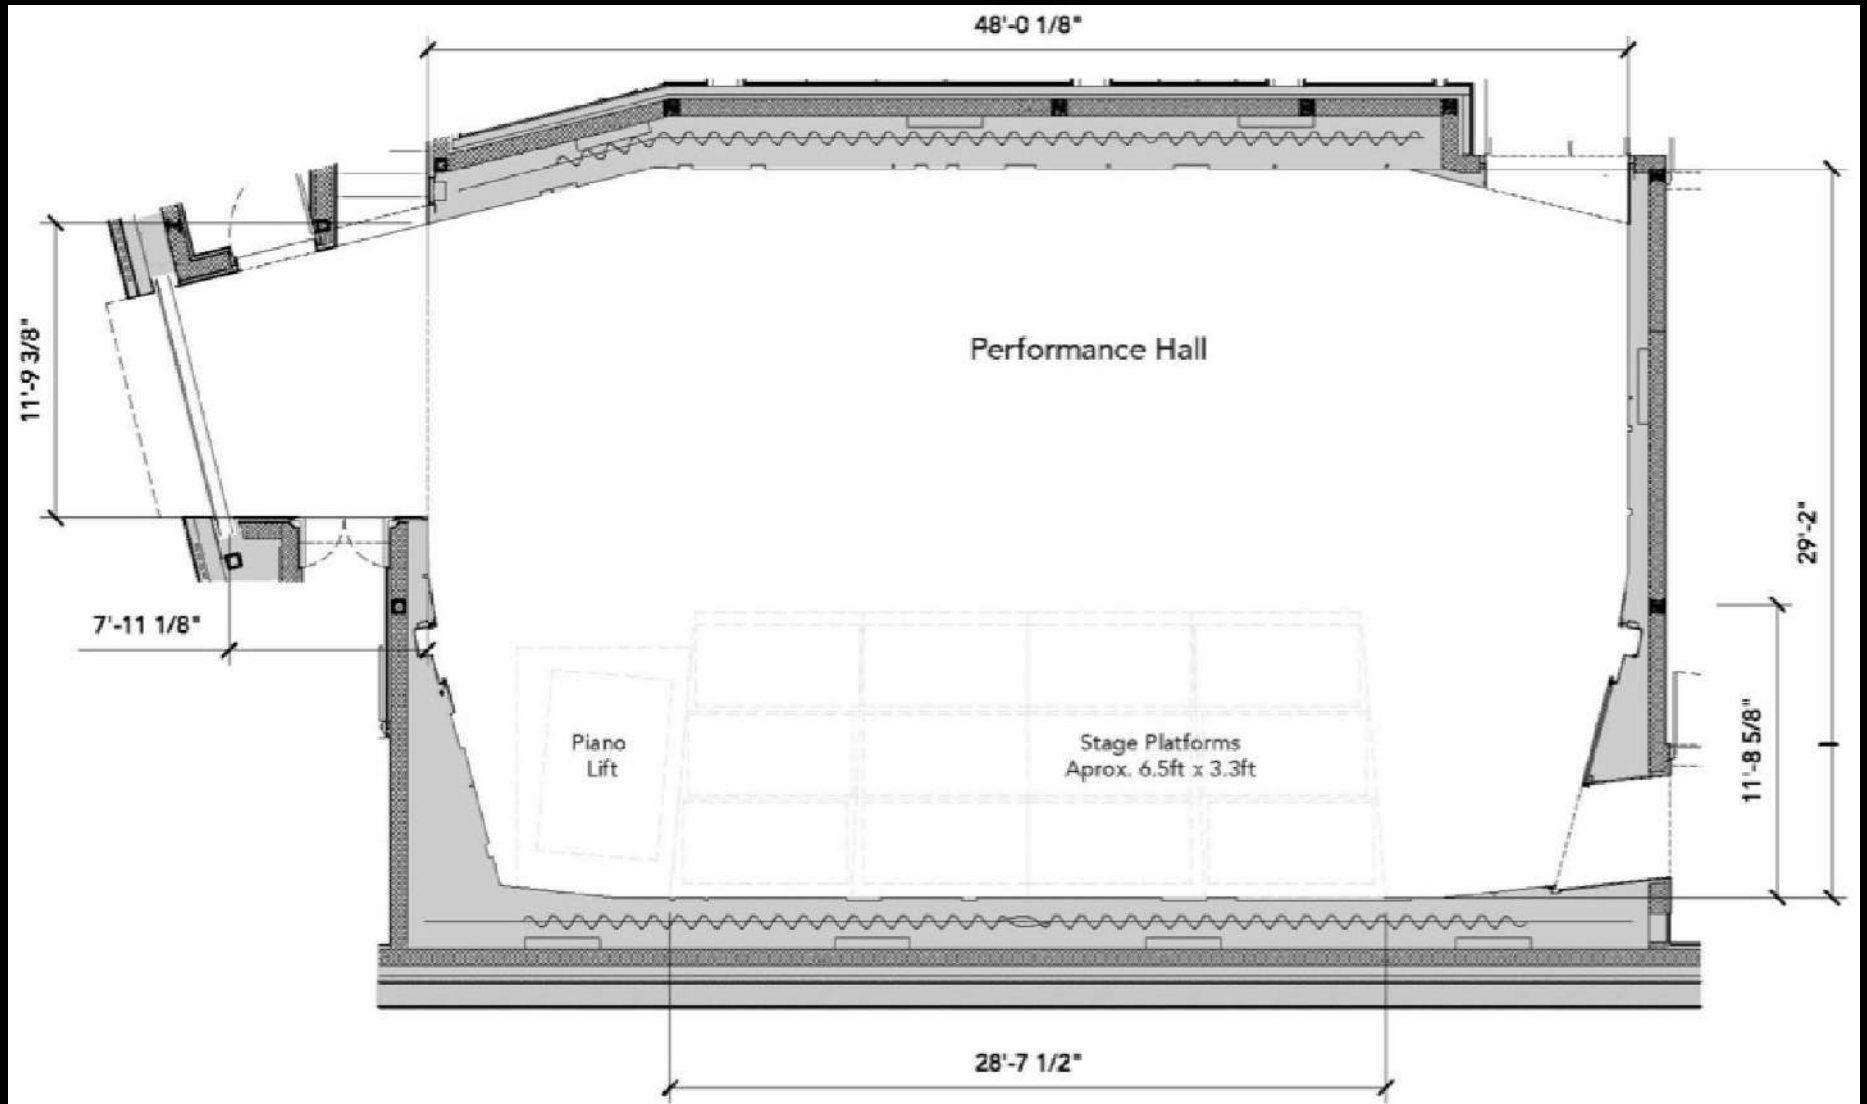 48'-0 1/8"
11'-9 3/8"
Performance Hall
29'-2"
7'-11 1/8"
11'-8 5/8"
Piano
Lift
Stage Platforms
Aprox. 6.5ft x 3.3ft
28'-7 1/2"